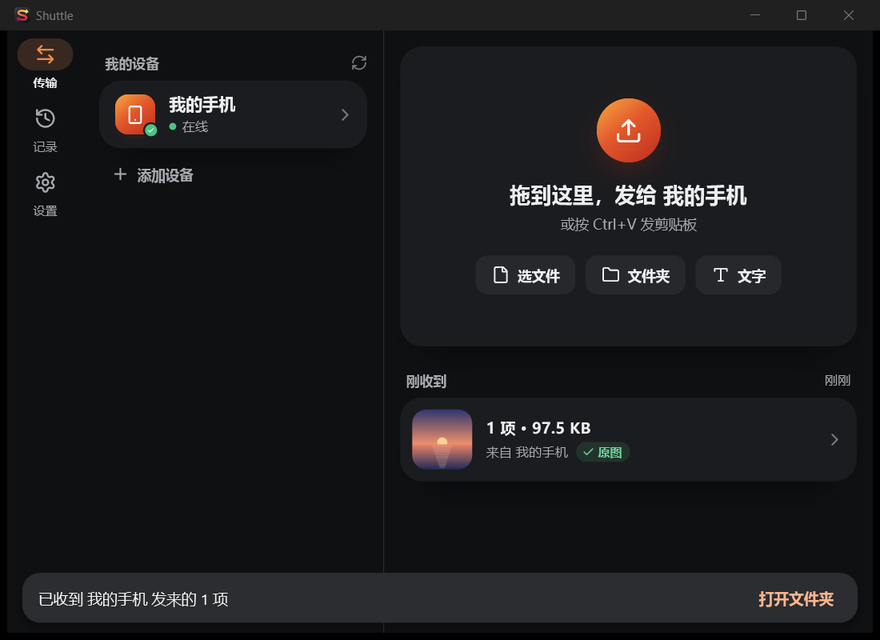 Shuttle
传输
记录
设置
我的设备
我的手机
在线
添加设备
拖到这里，发给 我的手机
或按 Ctrl+V 发剪贴板
选文件
文件夹
文字
刚收到
刚刚
1 项 • 97.5 KB
来自 我的手机
原图
已收到 我的手机 发来的 1 项
打开文件夹